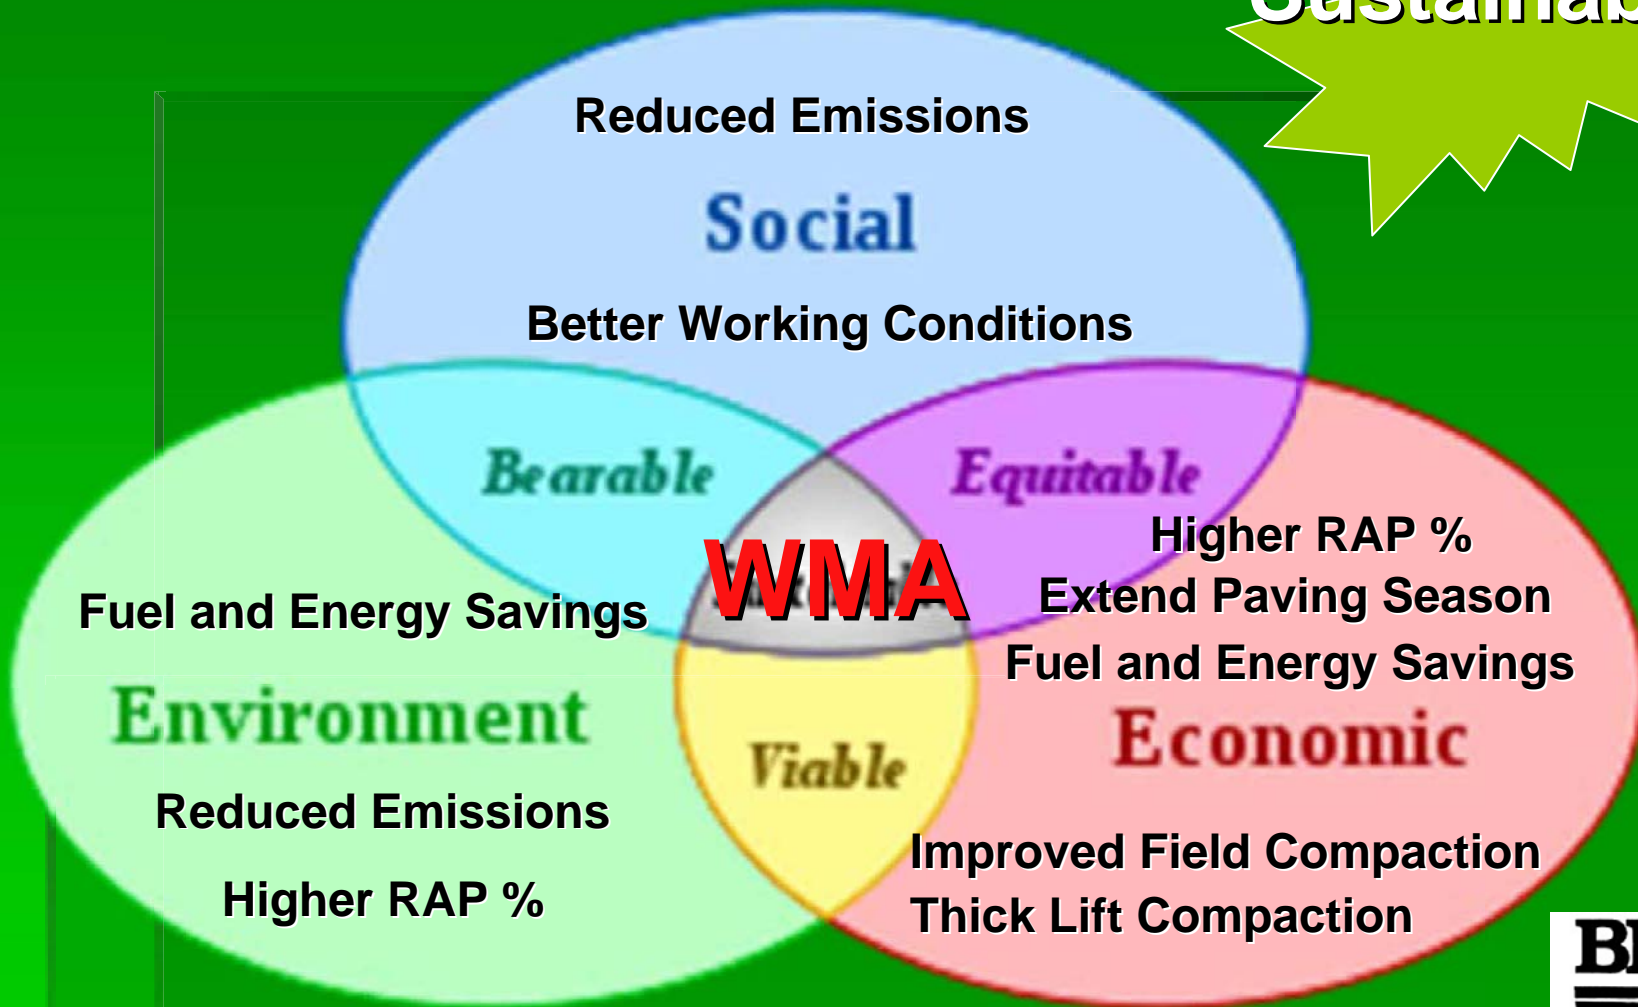 Reduced Emissions
Social
Better Working Conditions
Bearable
Equitable
WMA
Higher RAP %
Extend Paving Season
Fuel and Energy Savings
Fuel and Energy Savings
Environment
Economic
Viable
Reduced Emissions
Higher RAP %
Improved Field Compaction
Thick Lift Compaction